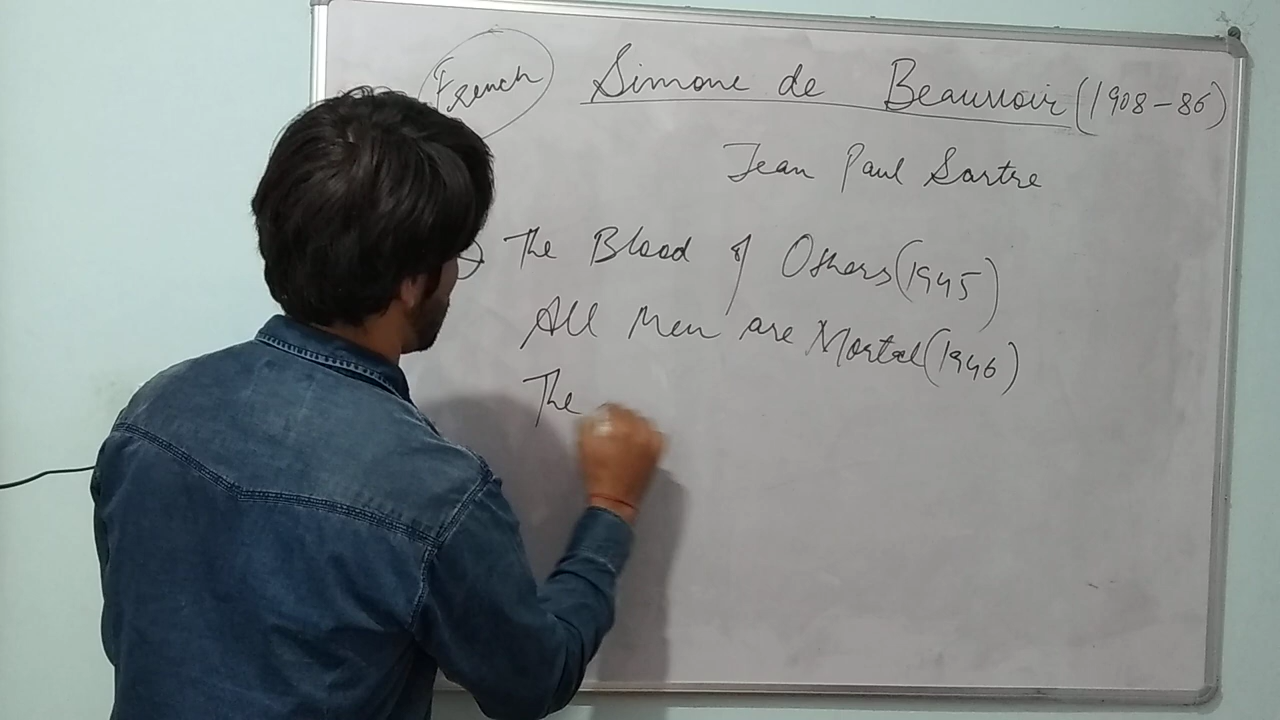 French Simone de Beauvoir (1908-86)
Jean Paul Sartre
The Blood of Others (1945)
All Men are Mortal (1946)
The